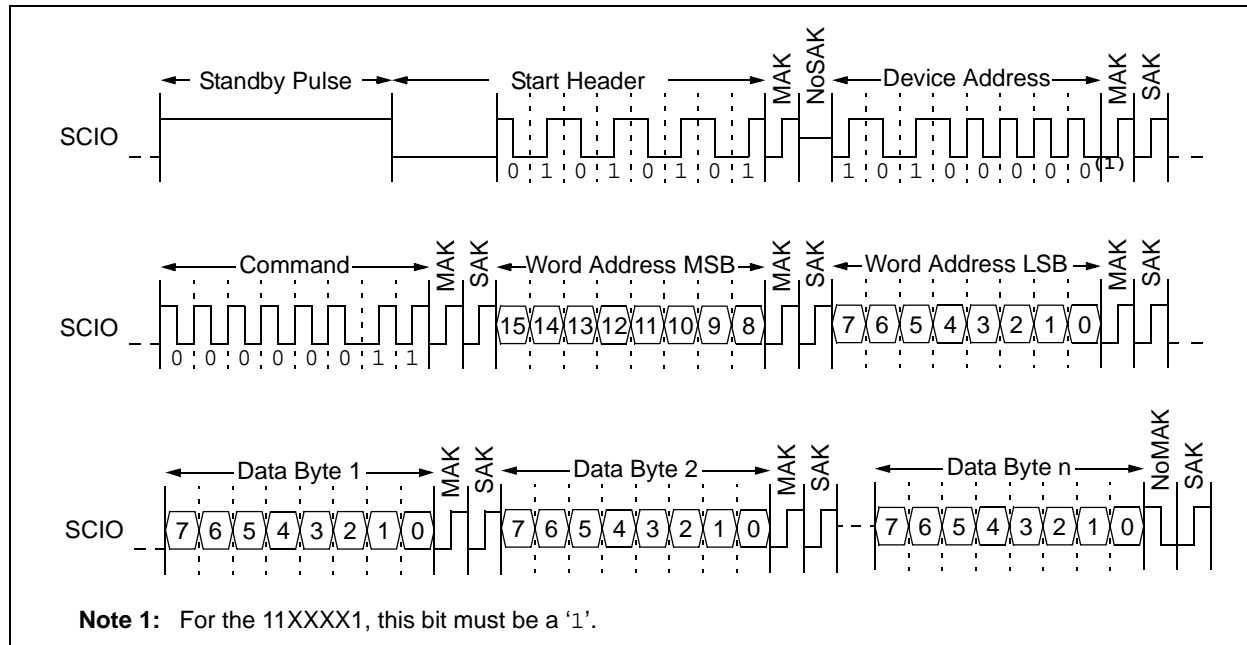 Standby Pulse Start Header MAK NoSAK Device Address MAK SAK
SCIO
0 1 0 1 0 1 0 1 1 0 1 0 0 0 0 0(1)
Command MAK SAK Word Address MSB MAK SAK Word Address LSB MAK SAK
SCIO 15 14 13 12 11 10 9 8 7 6 5 4 3 2 1 0
0 0 0 0 0 0 1 1
Data Byte 1 MAK SAK Data Byte 2 MAK SAK Data Byte n NoMAK SAK
SCIO 7 6 5 4 3 2 1 0 7 6 5 4 3 2 1 0 7 6 5 4 3 2 1 0
Note 1: For the 11XXXX1, this bit must be a ‘1’.